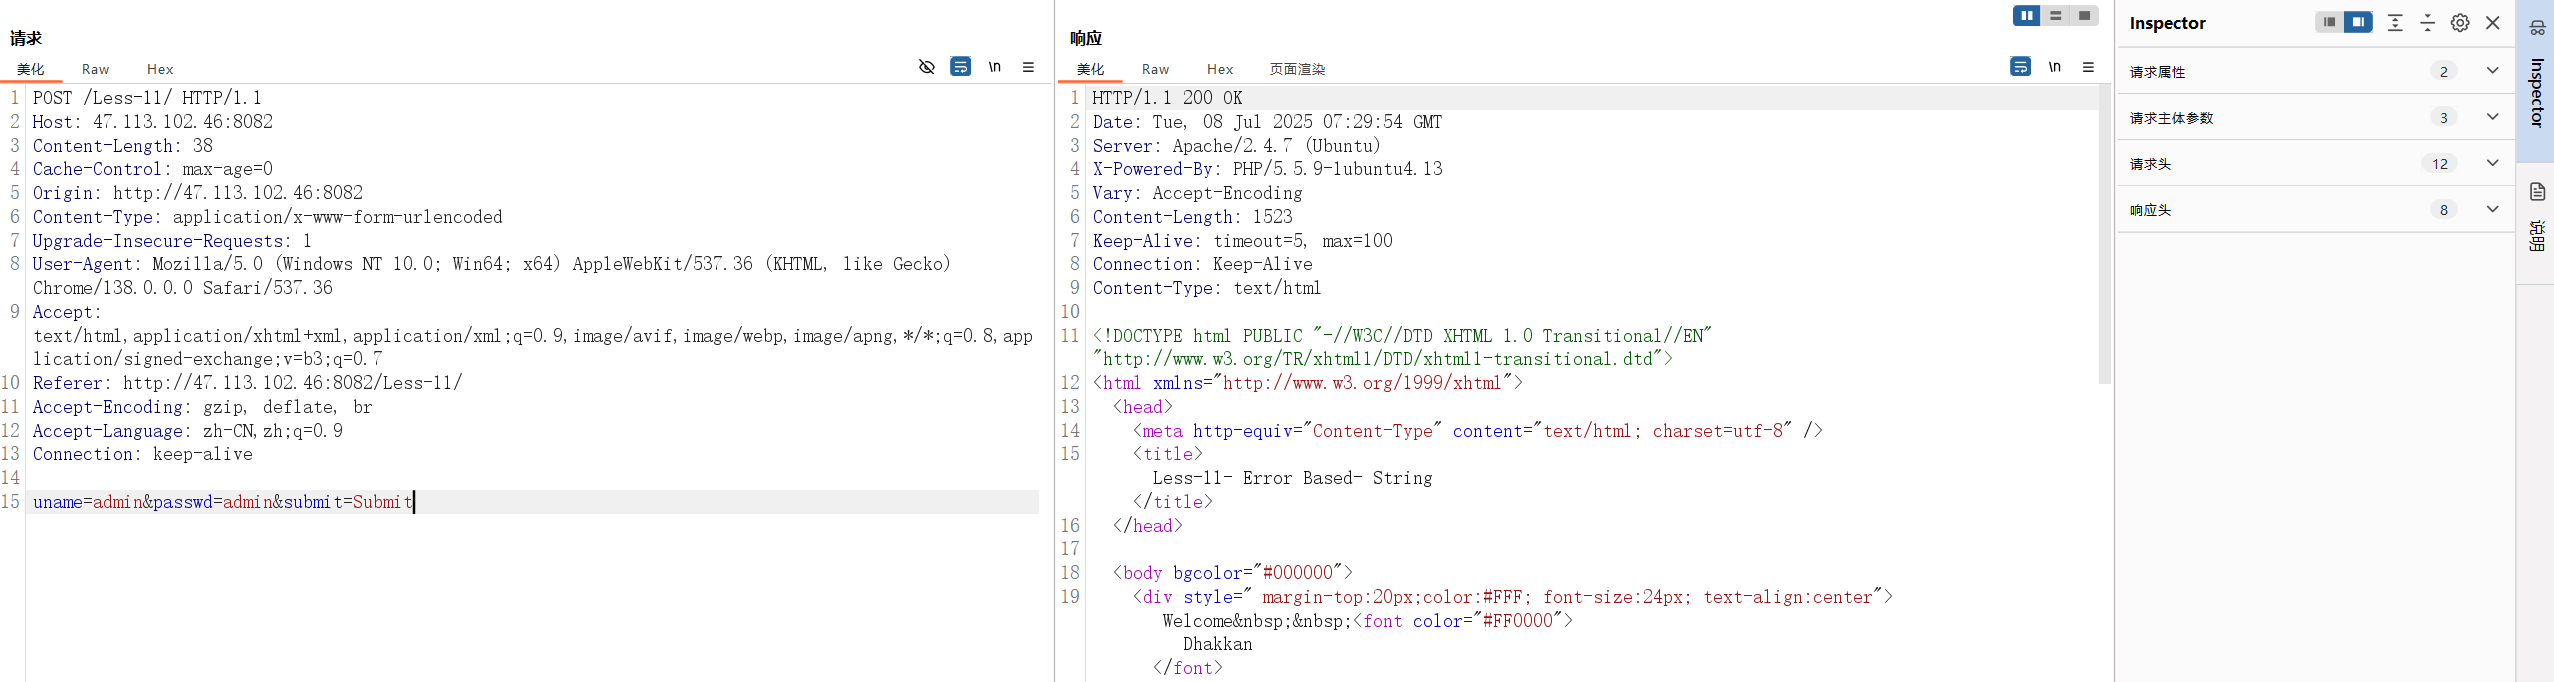 请求
美化 Raw Hex
\n
1 POST /Less-11/ HTTP/1.1
2 Host: 47.113.102.46:8082
3 Content-Length: 38
4 Cache-Control: max-age=0
5 Origin: http://47.113.102.46:8082
6 Content-Type: application/x-www-form-urlencoded
7 Upgrade-Insecure-Requests: 1
8 User-Agent: Mozilla/5.0 (Windows NT 10.0; Win64; x64) AppleWebKit/537.36 (KHTML, like Gecko)
Chrome/138.0.0.0 Safari/537.36
9 Accept:
text/html,application/xhtml+xml,application/xml;q=0.9,image/avif,image/webp,image/apng,*/*;q=0.8,app
lication/signed-exchange;v=b3;q=0.7
10 Referer: http://47.113.102.46:8082/Less-11/
11 Accept-Encoding: gzip, deflate, br
12 Accept-Language: zh-CN,zh;q=0.9
13 Connection: keep-alive
14
15 uname=admin&passwd=admin&submit=Submit
响应
美化 Raw Hex 页面渲染
\n
1 HTTP/1.1 200 OK
2 Date: Tue, 08 Jul 2025 07:29:54 GMT
3 Server: Apache/2.4.7 (Ubuntu)
4 X-Powered-By: PHP/5.5.9-1ubuntu4.13
5 Vary: Accept-Encoding
6 Content-Length: 1523
7 Keep-Alive: timeout=5, max=100
8 Connection: Keep-Alive
9 Content-Type: text/html
10
11 <!DOCTYPE html PUBLIC "-//W3C//DTD XHTML 1.0 Transitional//EN"
"http://www.w3.org/TR/xhtml1/DTD/xhtml1-transitional.dtd">
12 <html xmlns="http://www.w3.org/1999/xhtml">
13 <head>
14 <meta http-equiv="Content-Type" content="text/html; charset=utf-8" />
15 <title>
Less-11- Error Based- String
</title>
16 </head>
17
18 <body bgcolor="#000000">
19 <div style=" margin-top:20px;color:#FFF; font-size:24px; text-align:center">
Welcome&nbsp;&nbsp;<font color="#FF0000">
Dhakkan
</font>
Inspector
请求属性 2
请求主体参数 3
请求头 12
响应头 8
Inspector
说明